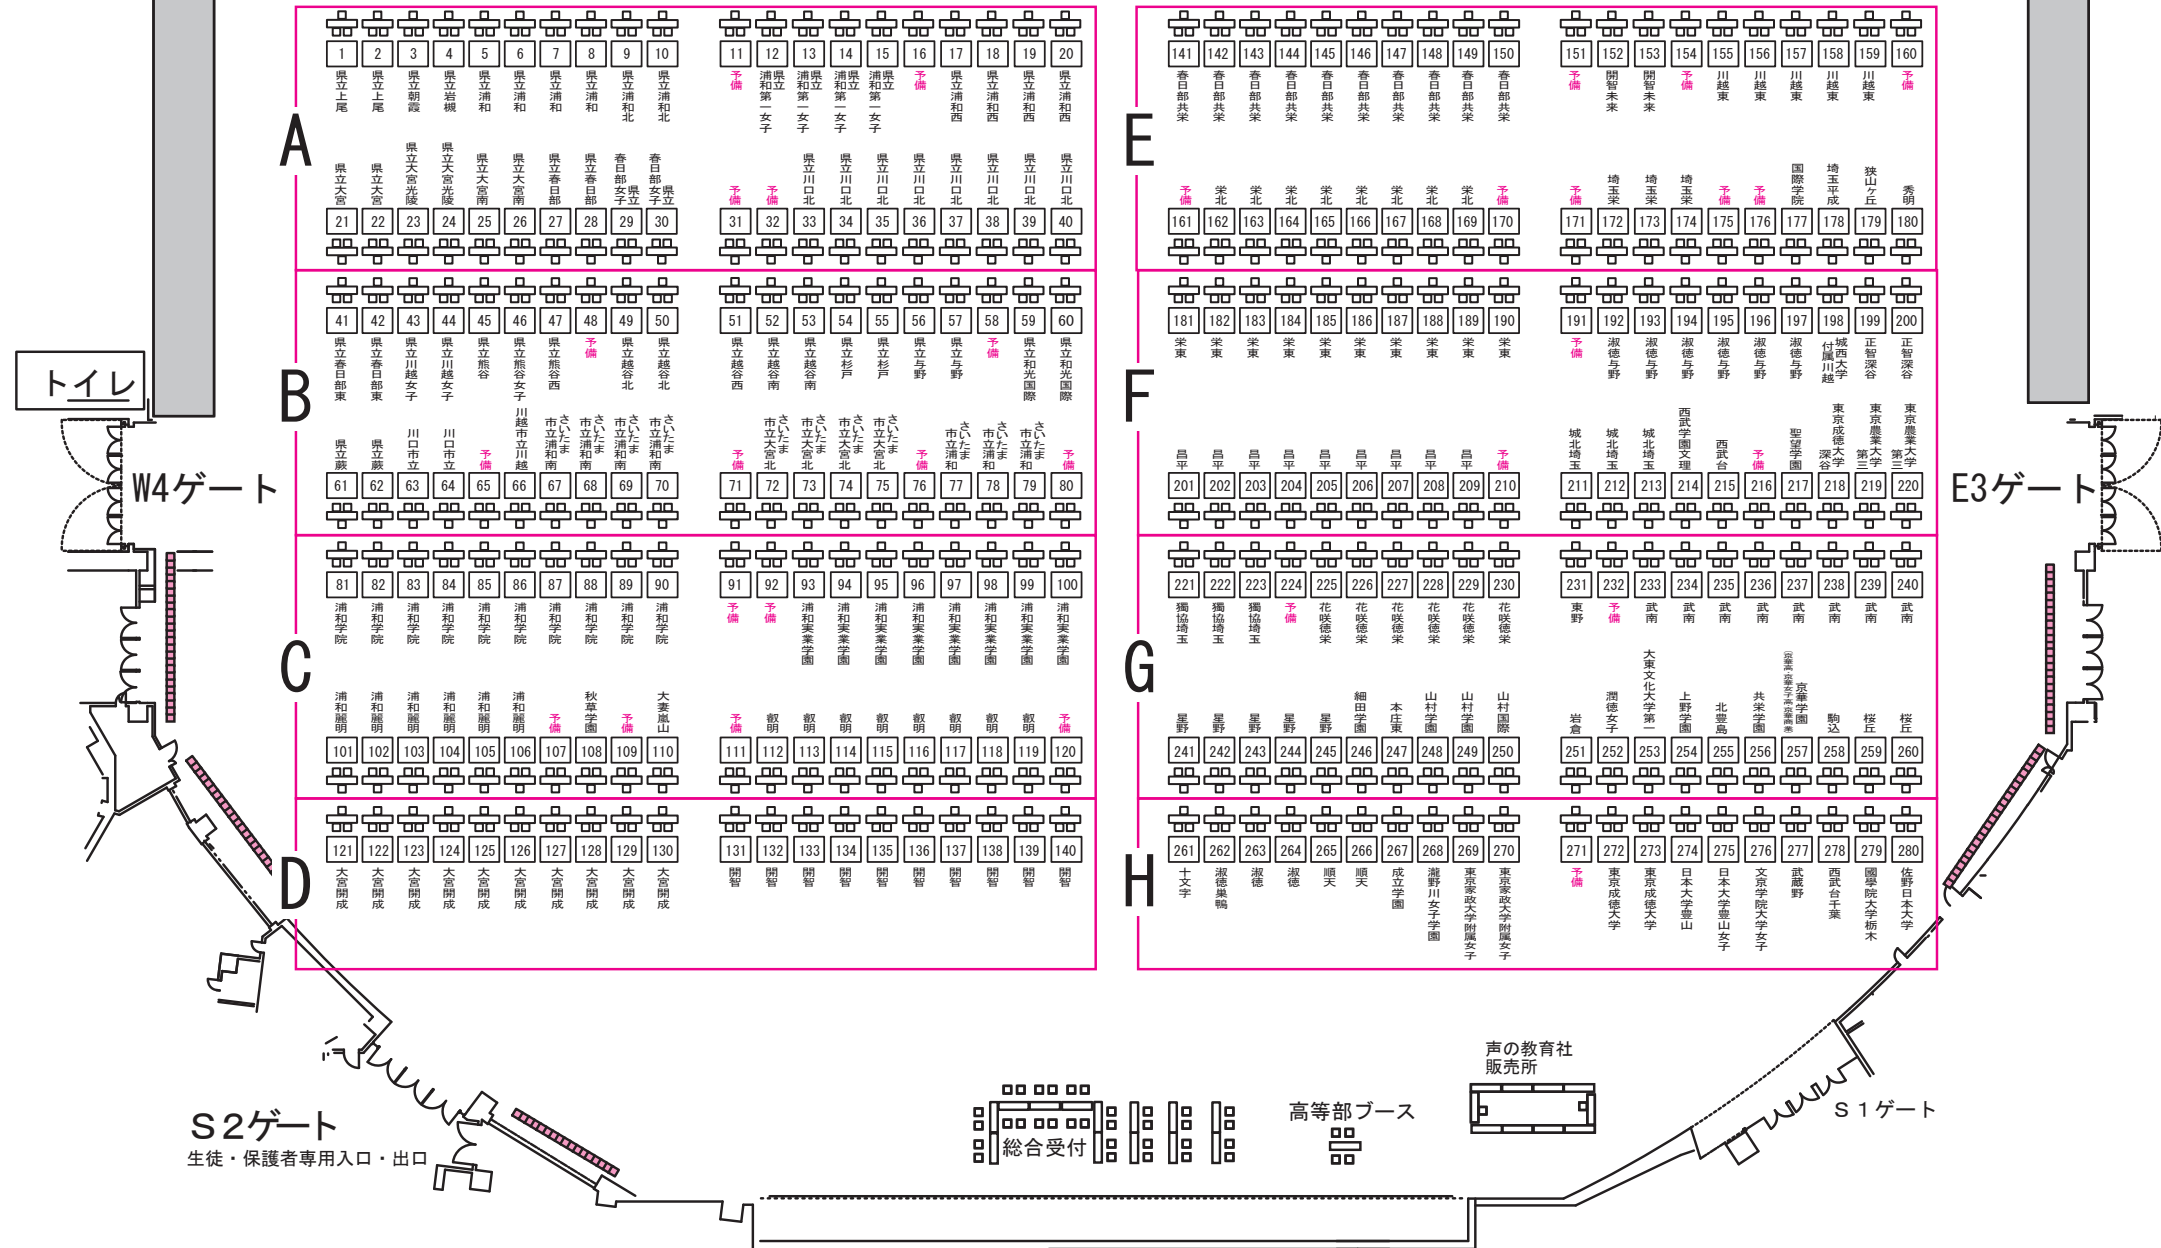 A
1 2 3 4 5 6 7 8 9 10 11 12 13 14 15 16 17 18 19 20
県立上尾 県立上尾 県立朝霞 県立岩槻 県立浦和 県立浦和 県立浦和 県立浦和 県立浦和北 県立浦和北 予備 県立浦和第一女子 県立浦和第一女子 県立浦和第一女子 県立浦和第一女子 予備 県立浦和西 県立浦和西 県立浦和西 県立浦和西
県立大宮 県立大宮 県立大宮光陵 県立大宮光陵 県立大宮南 県立大宮南 県立春日部 県立春日部 県立春日部女子 県立春日部女子 予備 予備 県立川口北 県立川口北 県立川口北 県立川口北 県立川口北 県立川口北 県立川口北 県立川口北
21 22 23 24 25 26 27 28 29 30 31 32 33 34 35 36 37 38 39 40
B
41 42 43 44 45 46 47 48 49 50 51 52 53 54 55 56 57 58 59 60
県立春日部東 県立春日部東 県立川越女子 県立川越女子 県立熊谷 県立熊谷女子 県立熊谷西 予備 県立越谷北 県立越谷北 県立越谷西 県立越谷南 県立越谷南 県立杉戸 県立杉戸 県立与野 県立与野 予備 県立和光国際 県立和光国際
県立蕨 県立蕨 川口市立 川口市立 予備 川越市立川越 さいたま市立浦和南 さいたま市立浦和南 さいたま市立浦和南 さいたま市立浦和南 予備 さいたま市立大宮北 さいたま市立大宮北 さいたま市立大宮北 さいたま市立大宮北 予備 さいたま市立浦和 さいたま市立浦和 さいたま市立浦和 予備
61 62 63 64 65 66 67 68 69 70 71 72 73 74 75 76 77 78 79 80
C
81 82 83 84 85 86 87 88 89 90 91 92 93 94 95 96 97 98 99 100
浦和学院 浦和学院 浦和学院 浦和学院 浦和学院 浦和学院 浦和学院 浦和学院 浦和学院 浦和学院 予備 予備 浦和実業学園 浦和実業学園 浦和実業学園 浦和実業学園 浦和実業学園 浦和実業学園 浦和実業学園 浦和実業学園
浦和麗明 浦和麗明 浦和麗明 浦和麗明 浦和麗明 浦和麗明 予備 秋草学園 予備 大妻嵐山 予備 叡明 叡明 叡明 叡明 叡明 叡明 叡明 叡明 予備
101 102 103 104 105 106 107 108 109 110 111 112 113 114 115 116 117 118 119 120
D
121 122 123 124 125 126 127 128 129 130 131 132 133 134 135 136 137 138 139 140
大宮開成 大宮開成 大宮開成 大宮開成 大宮開成 大宮開成 大宮開成 大宮開成 大宮開成 大宮開成 開智 開智 開智 開智 開智 開智 開智 開智 開智 開智
E
141 142 143 144 145 146 147 148 149 150 151 152 153 154 155 156 157 158 159 160
春日部共栄 春日部共栄 春日部共栄 春日部共栄 春日部共栄 春日部共栄 春日部共栄 春日部共栄 春日部共栄 春日部共栄 予備 開智未来 開智未来 予備 川越東 川越東 川越東 川越東 川越東 予備
予備 栄北 栄北 栄北 栄北 栄北 栄北 栄北 栄北 予備 予備 埼玉栄 埼玉栄 埼玉栄 予備 予備 国際学院 埼玉平成 狭山ヶ丘 秀明
161 162 163 164 165 166 167 168 169 170 171 172 173 174 175 176 177 178 179 180
F
181 182 183 184 185 186 187 188 189 190 191 192 193 194 195 196 197 198 199 200
栄東 栄東 栄東 栄東 栄東 栄東 栄東 栄東 栄東 栄東 予備 淑徳与野 淑徳与野 淑徳与野 淑徳与野 淑徳与野 淑徳与野 城西大学付属川越 正智深谷 正智深谷
昌平 昌平 昌平 昌平 昌平 昌平 昌平 昌平 昌平 予備 城北埼玉 城北埼玉 城北埼玉 西武学園文理 西武台 予備 聖望学園 東京成徳大学深谷 東京農業大学第三 東京農業大学第三
201 202 203 204 205 206 207 208 209 210 211 212 213 214 215 216 217 218 219 220
G
221 222 223 224 225 226 227 228 229 230 231 232 233 234 235 236 237 238 239 240
獨協埼玉 獨協埼玉 獨協埼玉 予備 花咲徳栄 花咲徳栄 花咲徳栄 花咲徳栄 花咲徳栄 花咲徳栄 東野 予備 武南 武南 武南 武南 武南 武南 武南 武南
星野 星野 星野 星野 星野 細田学園 本庄東 山村学園 山村学園 山村国際 岩倉 潤徳女子 大東文化大学第一 上野学園 北豊島 共栄学園 京華学園 (京華高・京華女子高・京華商業) 駒込 桜丘 桜丘
241 242 243 244 245 246 247 248 249 250 251 252 253 254 255 256 257 258 259 260
H
261 262 263 264 265 266 267 268 269 270 271 272 273 274 275 276 277 278 279 280
十文字 淑徳巣鴨 淑徳 淑徳 順天 順天 成立学園 瀧野川女子学園 東京家政大学附属女子 東京家政大学附属女子 予備 東京成徳大学 東京成徳大学 日本大学豊山 日本大学豊山女子 文京学院大学女子 武蔵野 西武台千葉 國學院大学栃木 佐野日本大学
トイレ
W4ゲート
E3ゲート
S2ゲート
生徒・保護者専用入口・出口
総合受付
高等部ブース
声の教育社
販売所
S1ゲート